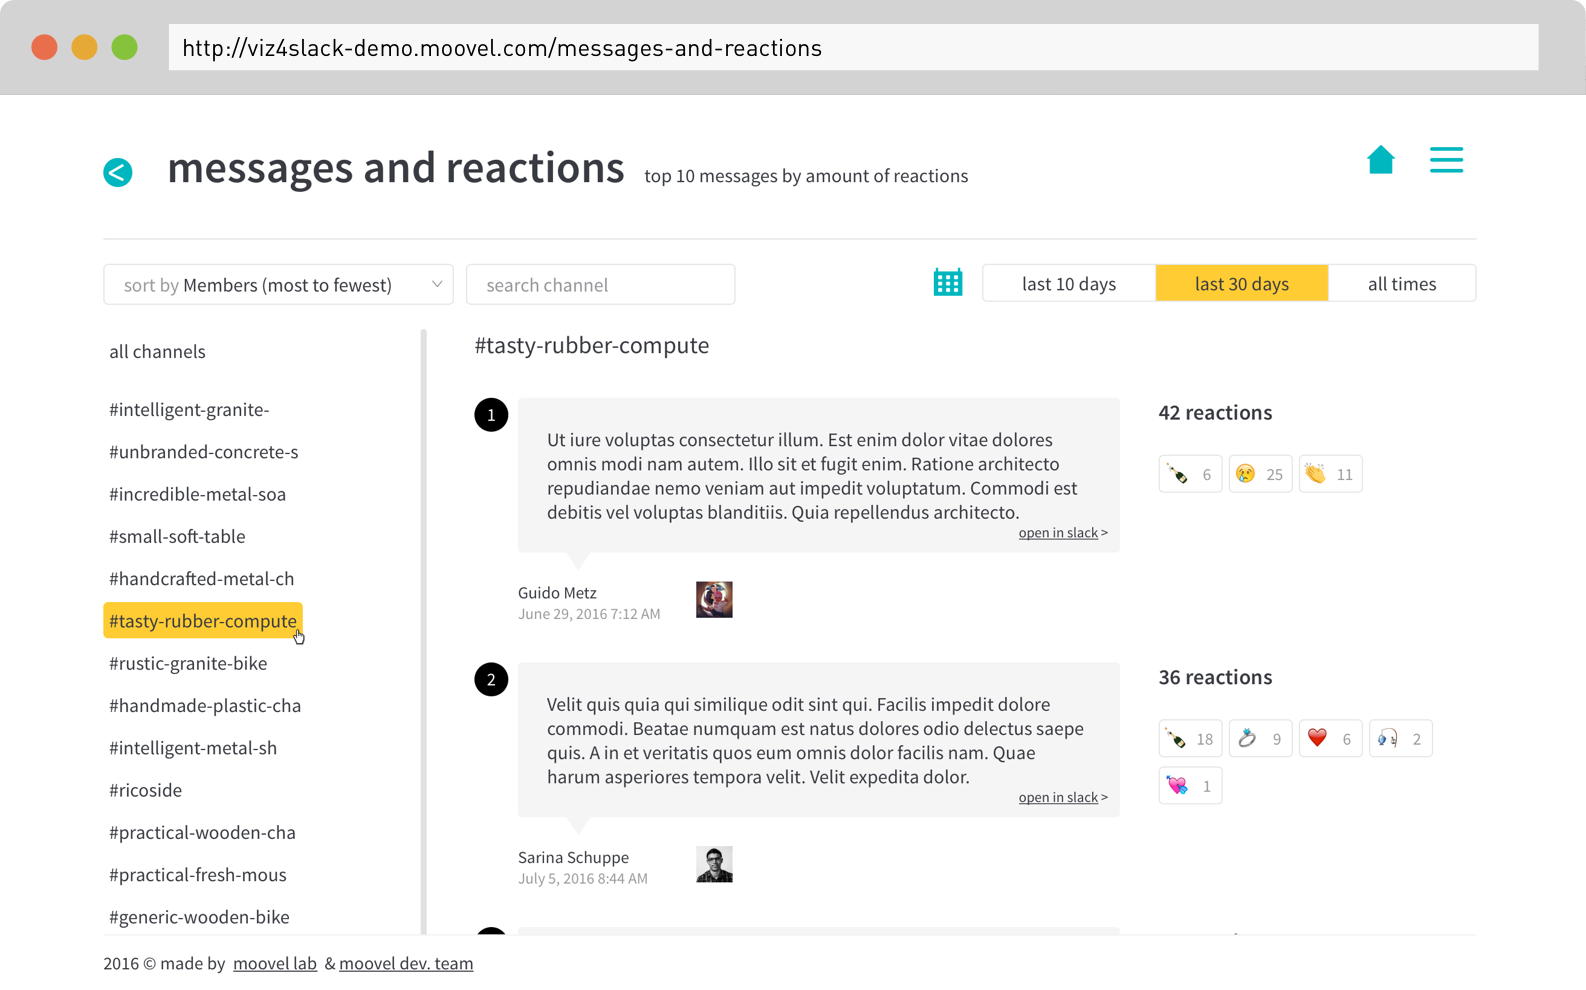 http://viz4slack-demo.moovel.com/messages-and-reactions
messages and reactions
top 10 messages by amount of reactions
sort by Members (most to fewest)
search channel
last 10 days
last 30 days
all times
all channels
#intelligent-granite-
#unbranded-concrete-s
#incredible-metal-soa
#small-soft-table
#handcrafted-metal-ch
#tasty-rubber-compute
#rustic-granite-bike
#handmade-plastic-cha
#intelligent-metal-sh
#ricoside
#practical-wooden-cha
#practical-fresh-mous
#generic-wooden-bike
#tasty-rubber-compute
1
Ut iure voluptas consectetur illum. Est enim dolor vitae dolores
omnis modi nam autem. Illo sit et fugit enim. Ratione architecto
repudiandae nemo veniam aut impedit voluptatum. Commodi est
debitis vel voluptas blanditiis. Quia repellendus architecto.
open in slack >
Guido Metz
June 29, 2016 7:12 AM
42 reactions
6
25
11
2
Velit quis quia qui similique odit sint qui. Facilis impedit dolore
commodi. Beatae numquam est natus dolores odio delectus saepe
quis. A in et veritatis quos eum omnis dolor facilis nam. Quae
harum asperiores tempora velit. Velit expedita dolor.
open in slack >
Sarina Schuppe
July 5, 2016 8:44 AM
36 reactions
18
9
6
2
1
2016 © made by moovel lab & moovel dev. team